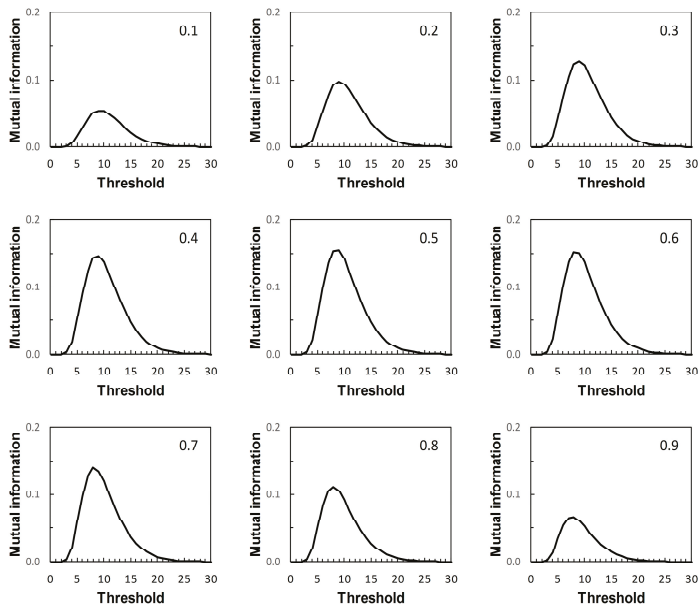 0.2 0.2 0.2
0.1 0.2 0.3
Mutual information Mutual information Mutual information
0.1 0.1 0.1
0.0 0.0 0.0
0 5 10 15 20 25 30 0 5 10 15 20 25 30 0 5 10 15 20 25 30
Threshold Threshold Threshold
0.2 0.2 0.2
0.4 0.5 0.6
Mutual information Mutual information Mutual information
0.1 0.1 0.1
0.0 0.0 0.0
0 5 10 15 20 25 30 0 5 10 15 20 25 30 0 5 10 15 20 25 30
Threshold Threshold Threshold
0.2 0.2 0.2
0.7 0.8 0.9
Mutual information Mutual information Mutual information
0.1 0.1 0.1
0.0 0.0 0.0
0 5 10 15 20 25 30 0 5 10 15 20 25 30 0 5 10 15 20 25 30
Threshold Threshold Threshold